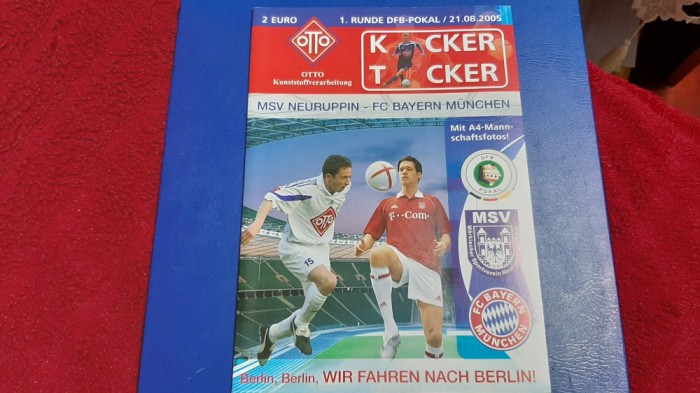 2 EURO
1. RUNDE DFB-POKAL / 21.08.2005
OTTO
OTTO
Kunststoffverarbeitung
KICKER
TICKER
MSV NEURUPPIN - FC BAYERN MÜNCHEN
Mit A4-Mann-
schaftsfotos!
DFB
POKAL
OTTO
15
T··Com·
MSV
FC BAYERN
MÜNCHEN
Berlin, Berlin, WIR FAHREN NACH BERLIN!